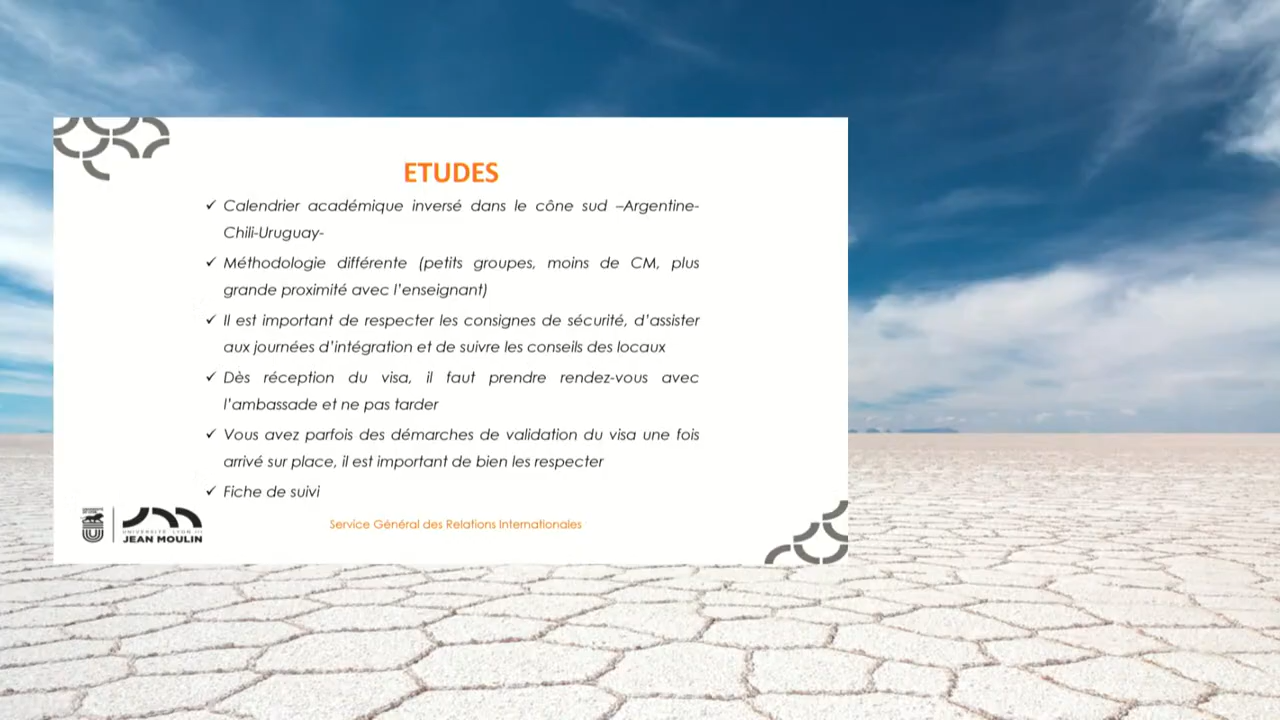 ETUDES
✓ Calendrier académique inversé dans le cône sud –Argentine-
Chili-Uruguay-
✓ Méthodologie différente (petits groupes, moins de CM, plus
grande proximité avec l'enseignant)
✓ Il est important de respecter les consignes de sécurité, d'assister
aux journées d'intégration et de suivre les conseils des locaux
✓ Dès réception du visa, il faut prendre rendez-vous avec
l'ambassade et ne pas tarder
✓ Vous avez parfois des démarches de validation du visa une fois
arrivé sur place, il est important de bien les respecter
✓ Fiche de suivi
Service Général des Relations Internationales
UNIVERSITÉ LYON III
JEAN MOULIN